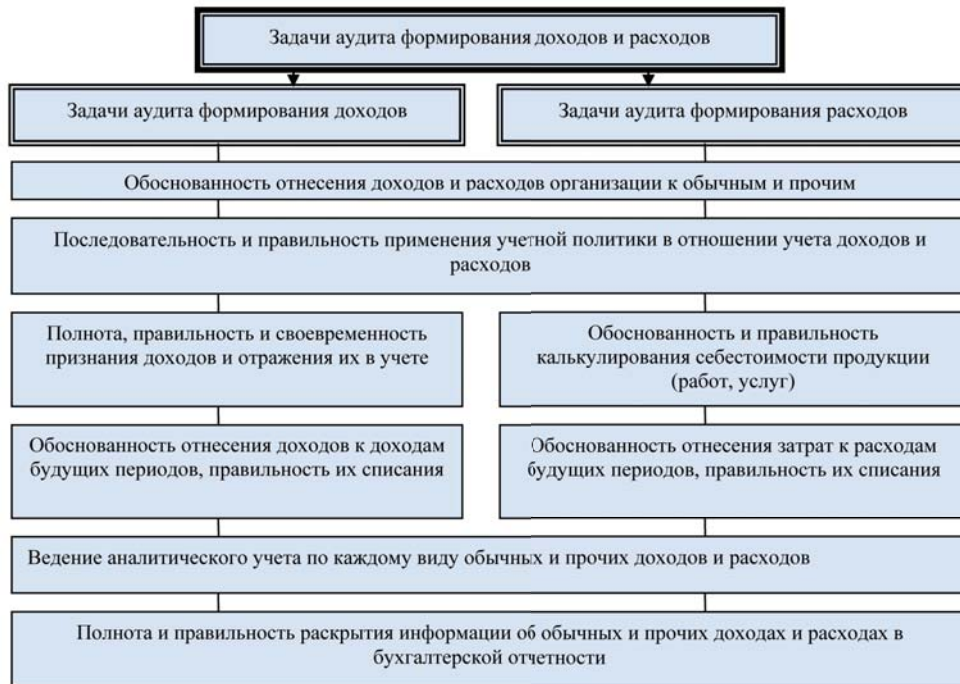 Задачи аудита формирования доходов и расходов
Задачи аудита формирования доходов
Задачи аудита формирования расходов
Обоснованность отнесения доходов и расходов организации к обычным и прочим
Последовательность и правильность применения учетной политики в отношении учета доходов и
расходов
Полнота, правильность и своевременность
признания доходов и отражения их в учете
Обоснованность и правильность
калькулирования себестоимости продукции
(работ, услуг)
Обоснованность отнесения доходов к доходам
будущих периодов, правильность их списания
Обоснованность отнесения затрат к расходам
будущих периодов, правильность их списания
Ведение аналитического учета по каждому виду обычных и прочих доходов и расходов
Полнота и правильность раскрытия информации об обычных и прочих доходах и расходах в
бухгалтерской отчетности